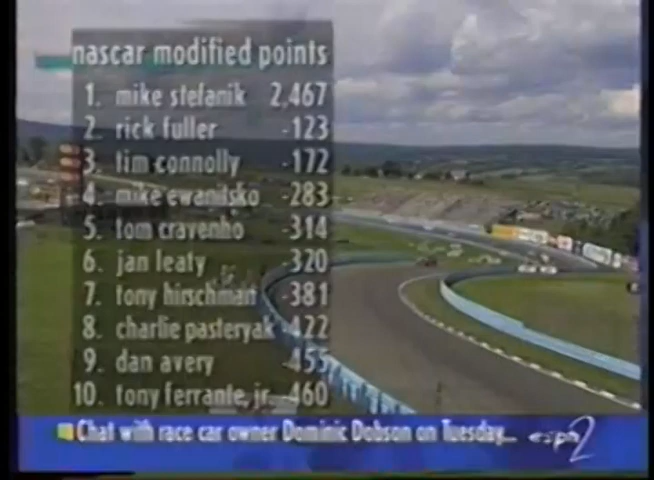 nascar modified points
1. mike stefanik 2,467
2. rick fuller -123
3. tim connolly -172
4. mike ewanitsko -283
5. tom cravenho -314
6. jan leaty -320
7. tony hirschman -381
8. charlie pasteryak -422
9. dan avery -455
10. tony ferrante, jr. -460
Chat with race car owner Dominic Dobson on Tuesday... espn2